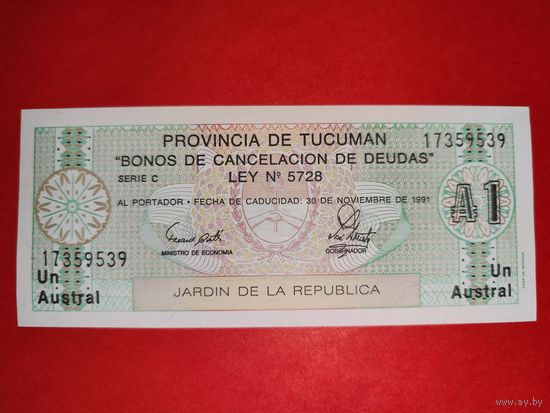 PROVINCIA DE TUCUMAN 17359539
"BONOS DE CANCELACION DE DEUDAS"
SERIE C LEY Nº 5728
AL PORTADOR • FECHA DE CADUCIDAD: 30 DE NOVIEMBRE DE 1991
A1
17359539
MINISTRO DE ECONOMIA GOBERNADOR
Un Austral
Un Austral
JARDIN DE LA REPUBLICA
www.ay.by